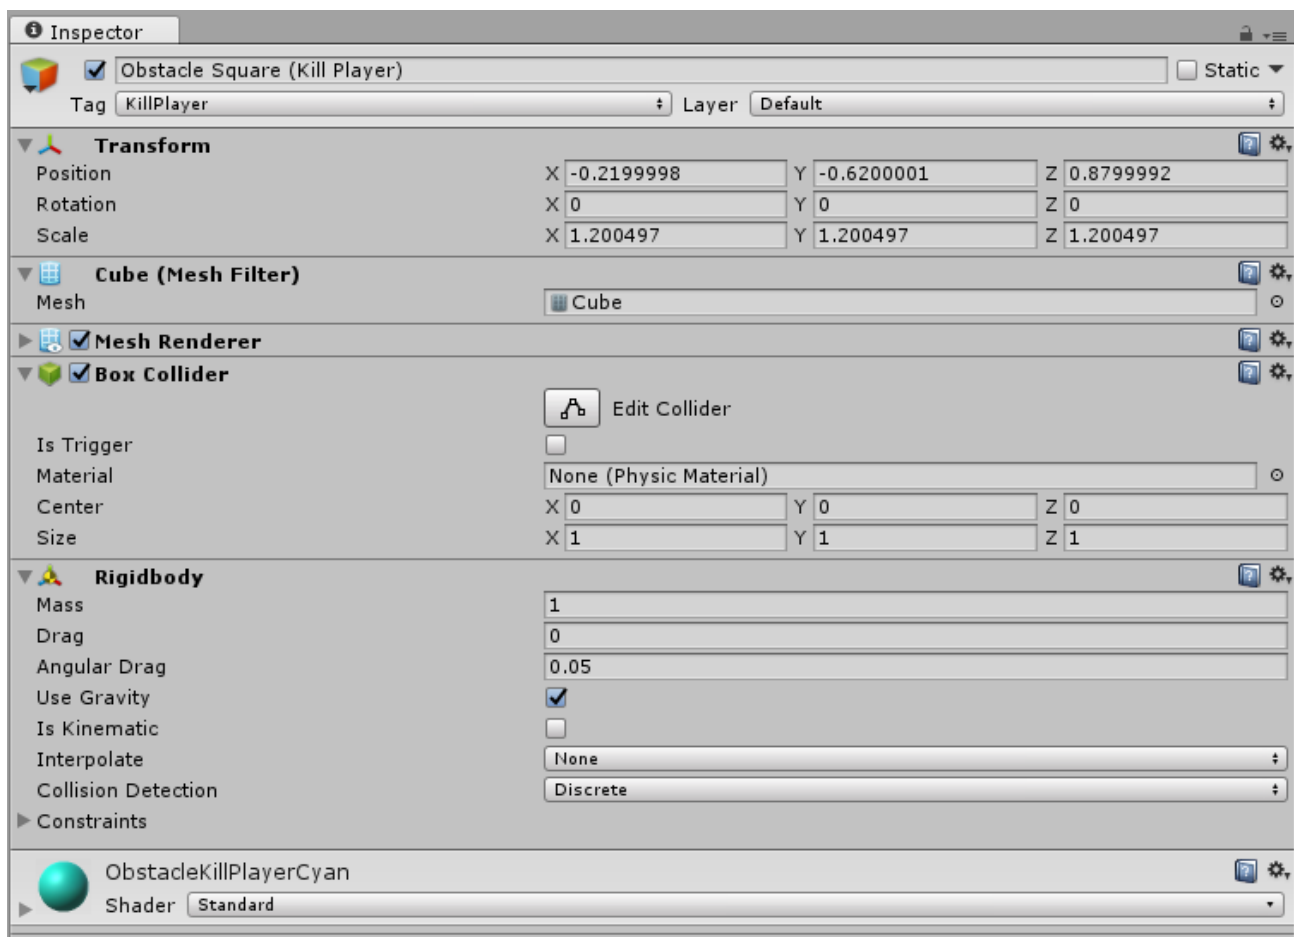 Inspector
Obstacle Square (Kill Player) Static
Tag KillPlayer Layer Default
Transform
Position X -0.2199998 Y -0.6200001 Z 0.8799992
Rotation X 0 Y 0 Z 0
Scale X 1.200497 Y 1.200497 Z 1.200497
Cube (Mesh Filter)
Mesh Cube
Mesh Renderer
Box Collider
Edit Collider
Is Trigger
Material None (Physic Material)
Center X 0 Y 0 Z 0
Size X 1 Y 1 Z 1
Rigidbody
Mass 1
Drag 0
Angular Drag 0.05
Use Gravity
Is Kinematic
Interpolate None
Collision Detection Discrete
Constraints
ObstacleKillPlayerCyan
Shader Standard